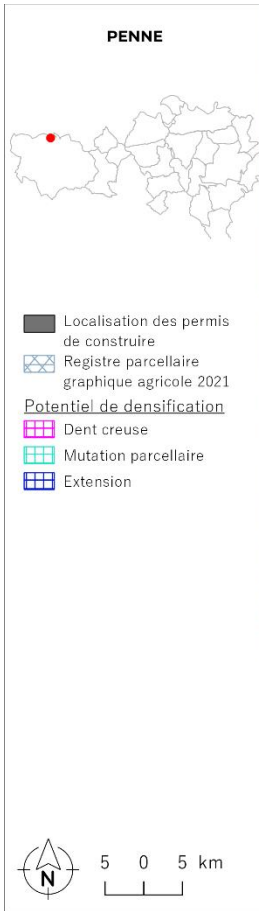 PENNE
Localisation des permis
de construire
Registre parcellaire
graphique agricole 2021
Potentiel de densification
Dent creuse
Mutation parcellaire
Extension
N
5 0 5 km